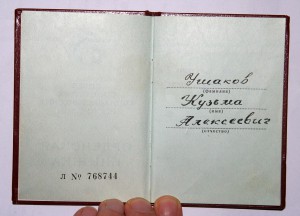 Л № 768744
Ушаков
(фамилия)
Кузьма
(имя)
Алексеевич
(отчество)